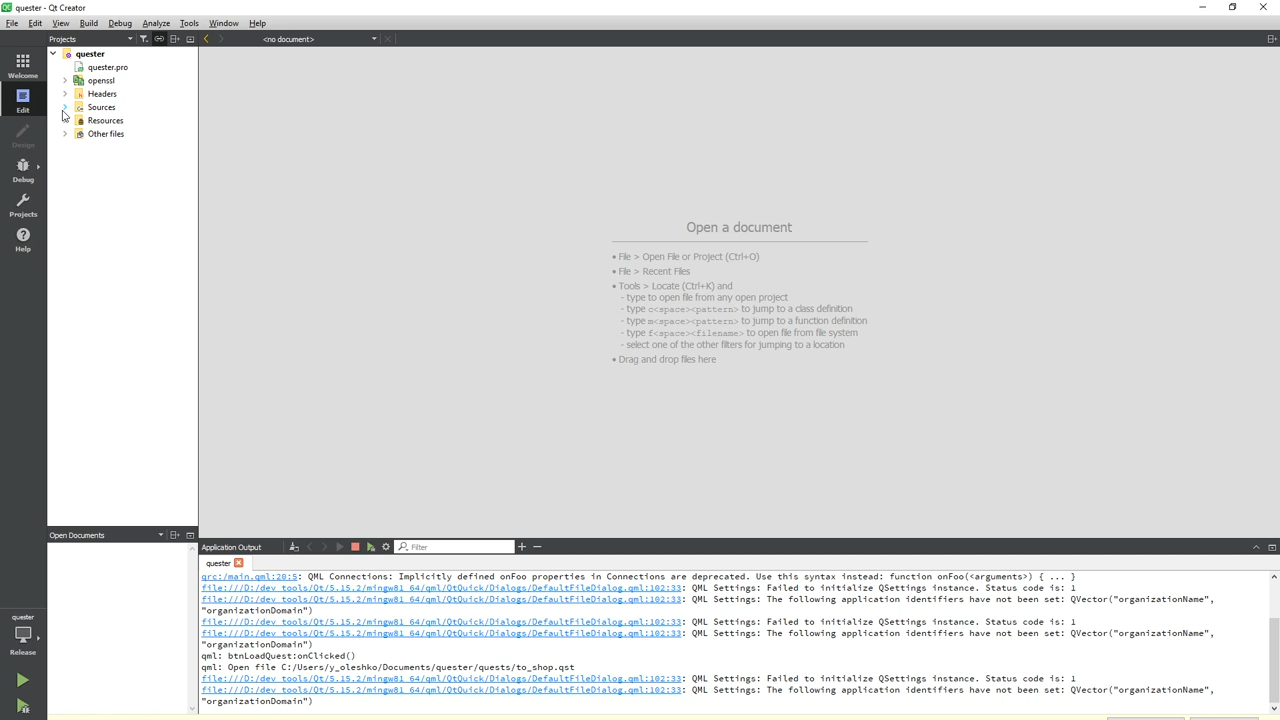 quester - Qt Creator
File Edit View Build Debug Analyze Tools Window Help
Projects
<no document>
Welcome
Edit
Design
Debug
Projects
Help
quester
Release
quester
quester.pro
openssl
Headers
Sources
Resources
Other files
Open a document
• File > Open File or Project (Ctrl+O)
• File > Recent Files
• Tools > Locate (Ctrl+K) and
- type to open file from any open project
- type c<space><pattern> to jump to a class definition
- type m<space><pattern> to jump to a function definition
- type f<space><filename> to open file from file system
- select one of the other filters for jumping to a location
• Drag and drop files here
Open Documents
Application Output
Filter
quester
qrc:/main.qml:20:5: QML Connections: Implicitly defined onFoo properties in Connections are deprecated. Use this syntax instead: function onFoo(<arguments>) { ... }
file:///D:/dev_tools/Qt/5.15.2/mingw81_64/qml/QtQuick/Dialogs/DefaultFileDialog.qml:102:33: QML Settings: Failed to initialize QSettings instance. Status code is: 1
file:///D:/dev_tools/Qt/5.15.2/mingw81_64/qml/QtQuick/Dialogs/DefaultFileDialog.qml:102:33: QML Settings: The following application identifiers have not been set: QVector("organizationName",
"organizationDomain")
file:///D:/dev_tools/Qt/5.15.2/mingw81_64/qml/QtQuick/Dialogs/DefaultFileDialog.qml:102:33: QML Settings: Failed to initialize QSettings instance. Status code is: 1
file:///D:/dev_tools/Qt/5.15.2/mingw81_64/qml/QtQuick/Dialogs/DefaultFileDialog.qml:102:33: QML Settings: The following application identifiers have not been set: QVector("organizationName",
"organizationDomain")
qml: btnLoadQuest:onClicked()
qml: Open file C:/Users/y_oleshko/Documents/quester/quests/to_shop.qst
file:///D:/dev_tools/Qt/5.15.2/mingw81_64/qml/QtQuick/Dialogs/DefaultFileDialog.qml:102:33: QML Settings: Failed to initialize QSettings instance. Status code is: 1
file:///D:/dev_tools/Qt/5.15.2/mingw81_64/qml/QtQuick/Dialogs/DefaultFileDialog.qml:102:33: QML Settings: The following application identifiers have not been set: QVector("organizationName",
"organizationDomain")